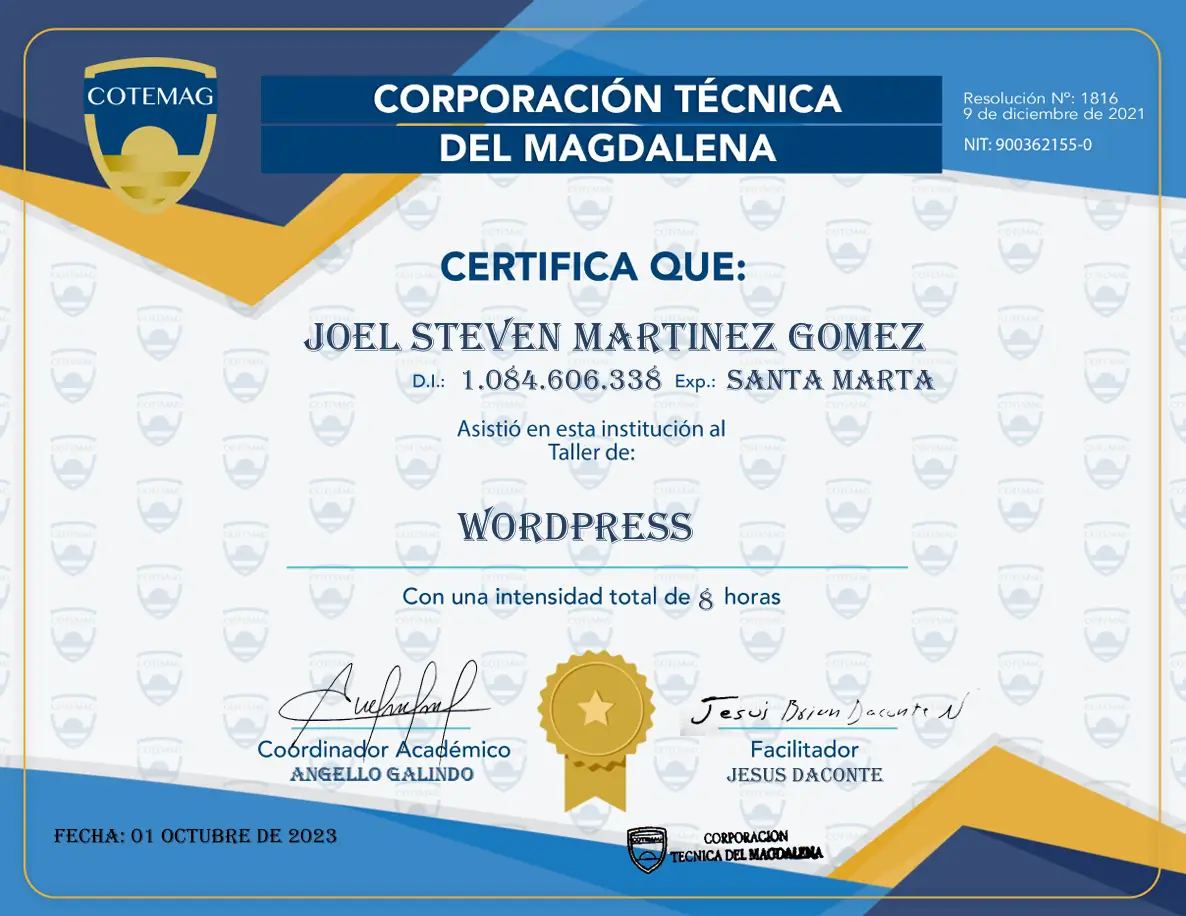 COTEMAG
CORPORACIÓN TÉCNICA
DEL MAGDALENA
Resolución Nº: 1816
9 de diciembre de 2021
NIT: 900362155-0
CERTIFICA QUE:
JOEL STEVEN MARTINEZ GOMEZ
D.I.: 1.084.606.338 Exp.: SANTA MARTA
Asistió en esta institución al
Taller de:
WORDPRESS
Con una intensidad total de 8 horas
Jesus Brian Daconte N
Coordinador Académico
ANGELLO GALINDO
Facilitador
JESUS DACONTE
FECHA: 01 OCTUBRE DE 2023
COTEMAG
CORPORACION
TECNICA DEL MAGDALENA